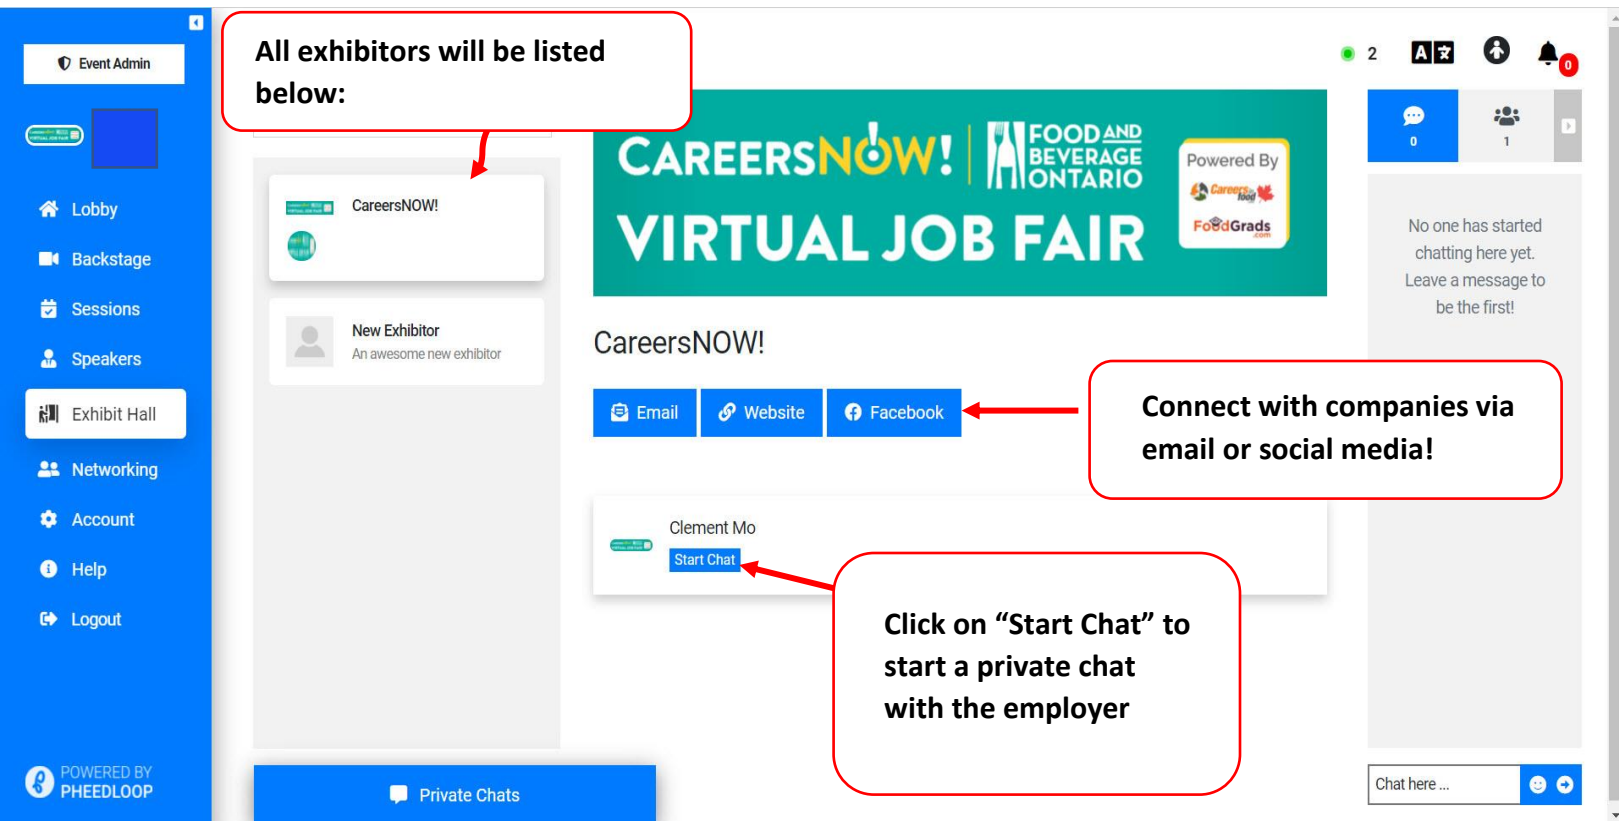 Event Admin
Lobby
Backstage
Sessions
Speakers
Exhibit Hall
Networking
Account
Help
Logout
POWERED BY
PHEEDLOOP
All exhibitors will be listed
below:
CareersNOW!
New Exhibitor
An awesome new exhibitor
Private Chats
CAREERSNOW!
FOOD AND
BEVERAGE
ONTARIO
VIRTUAL JOB FAIR
Powered By
Careers
food
FoodGrads
.com
CareersNOW!
Email
Website
Facebook
Connect with companies via
email or social media!
Clement Mo
Start Chat
Click on “Start Chat” to
start a private chat
with the employer
2
A
0
0
1
No one has started
chatting here yet.
Leave a message to
be the first!
Chat here ...